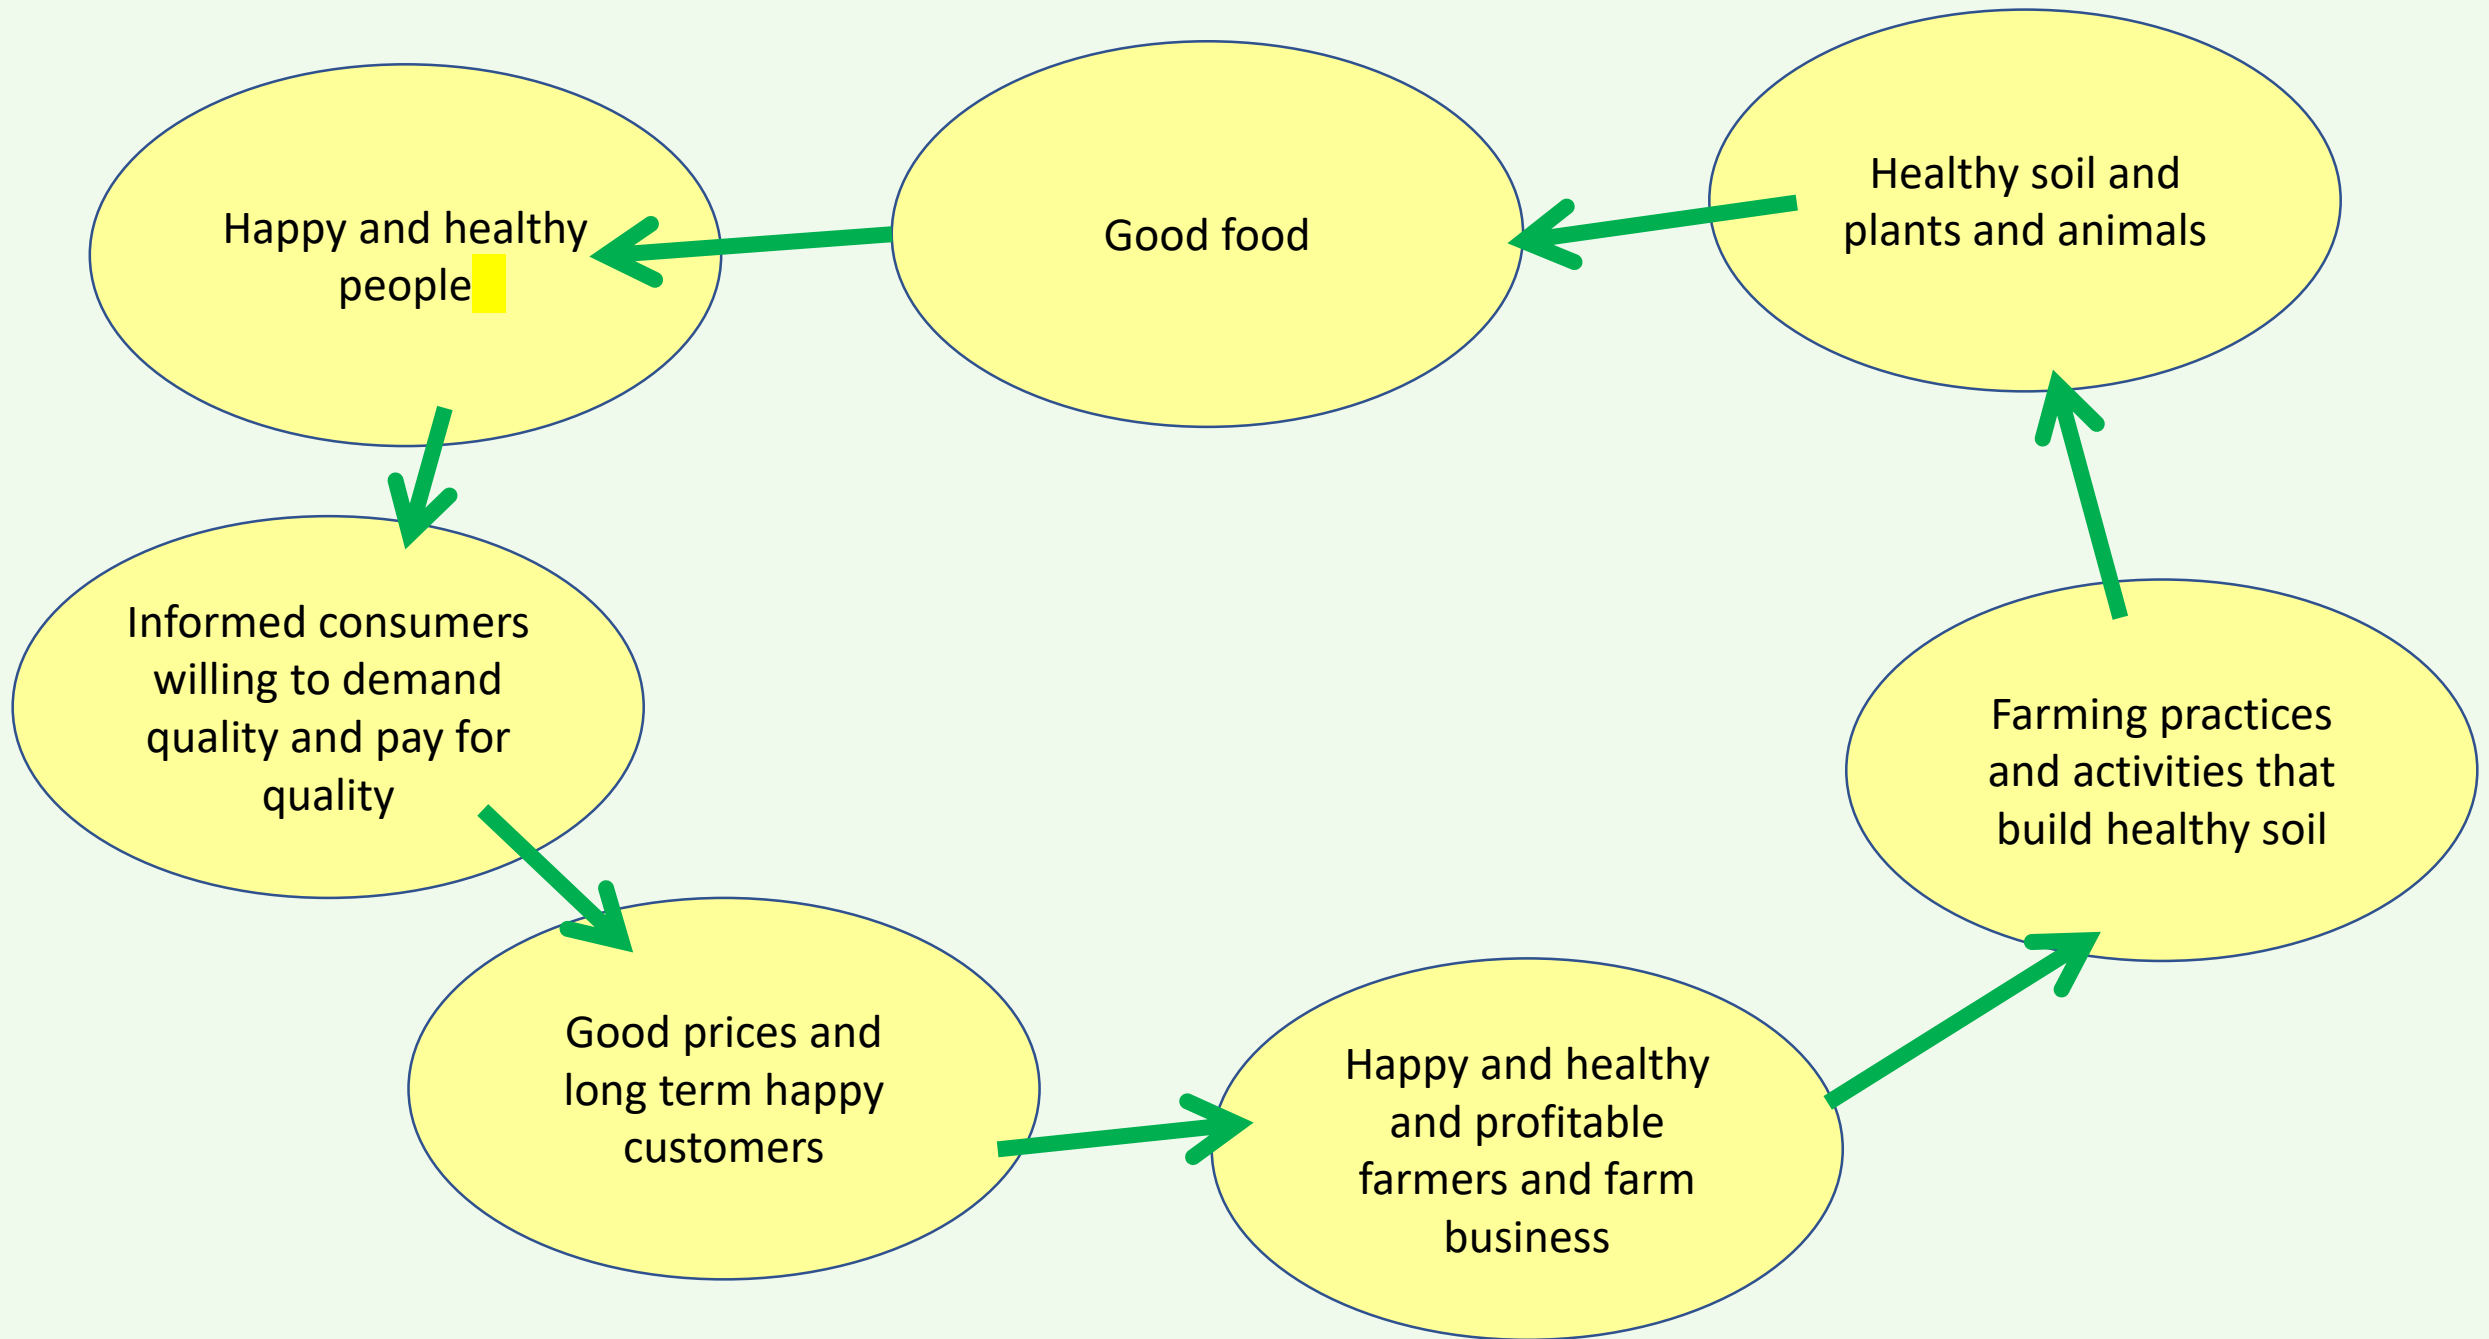 Happy and healthy
people
Good food
Healthy soil and
plants and animals
Informed consumers
willing to demand
quality and pay for
quality
Farming practices
and activities that
build healthy soil
Good prices and
long term happy
customers
Happy and healthy
and profitable
farmers and farm
business